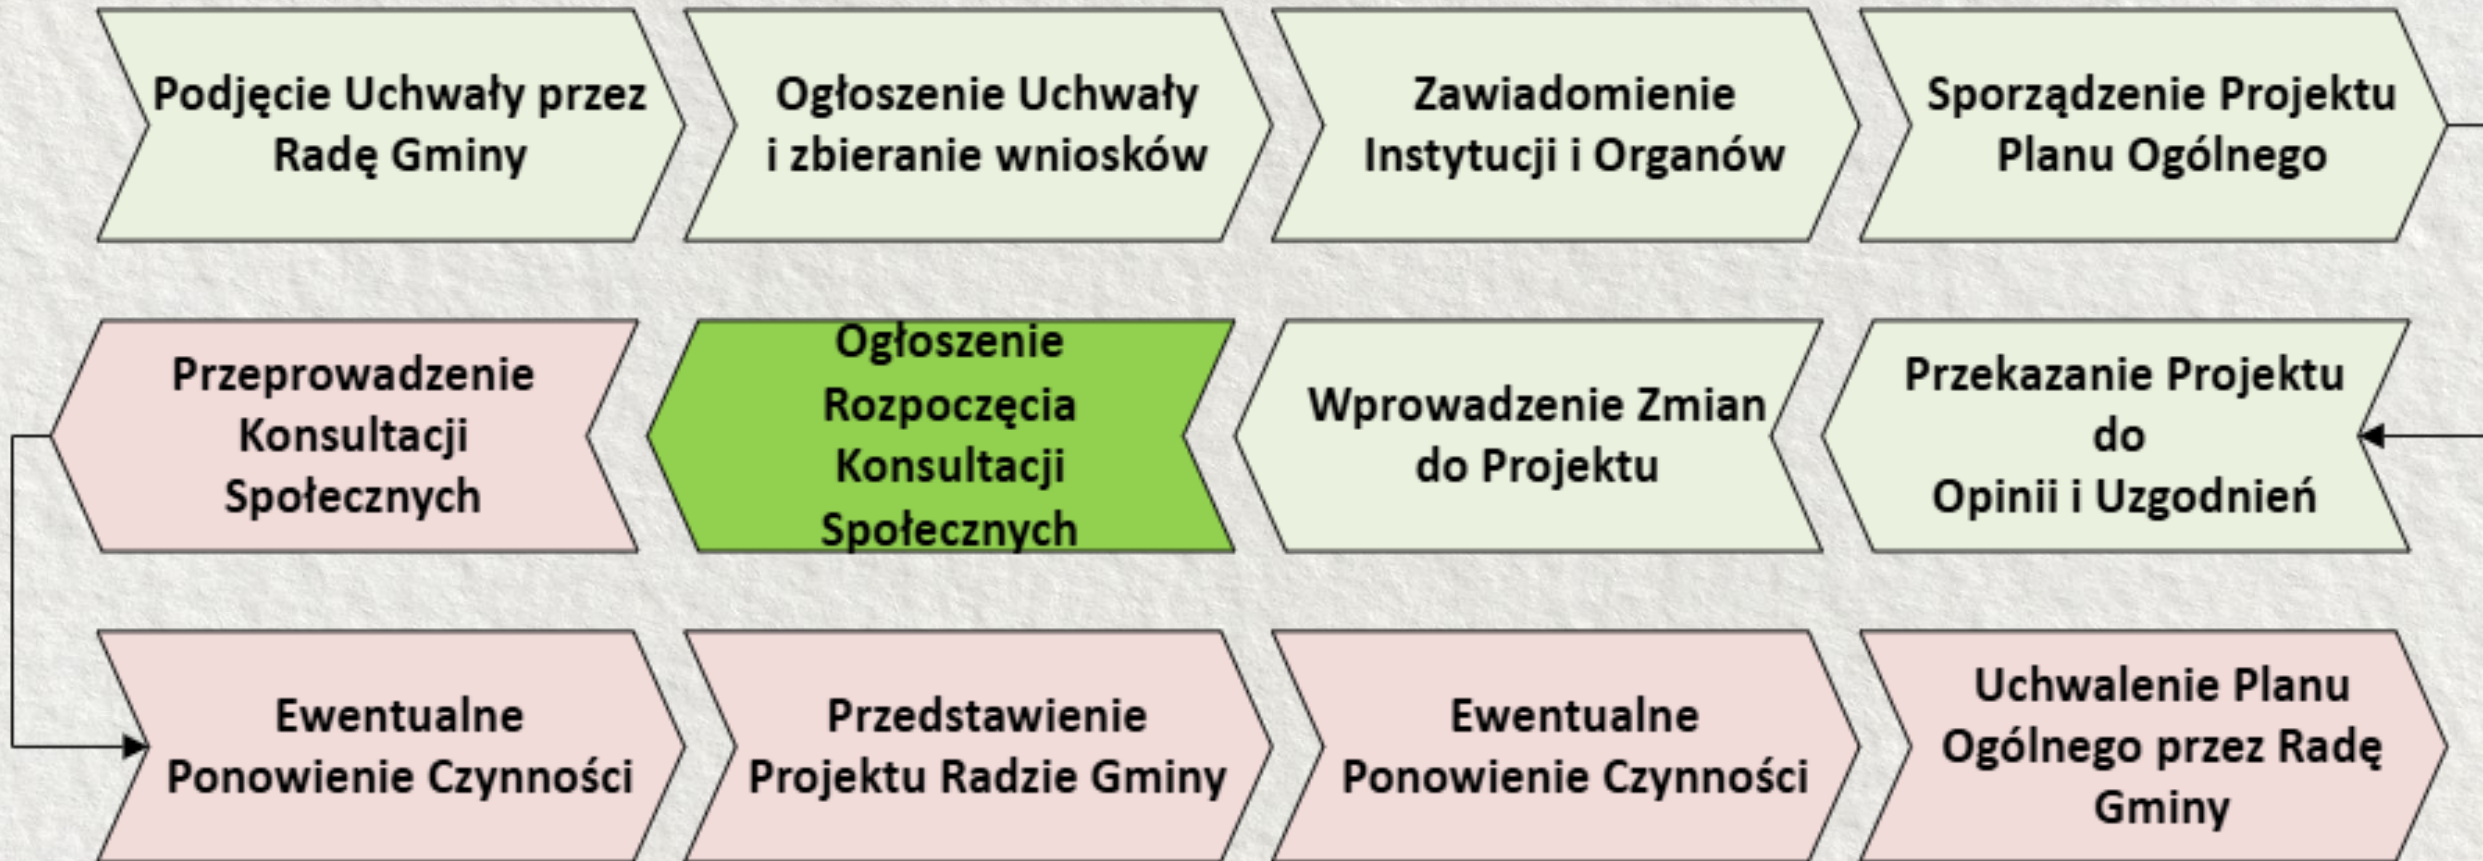 Podjęcie Uchwały przez
Radę Gminy
Ogłoszenie Uchwały
i zbieranie wniosków
Zawiadomienie
Instytucji i Organów
Sporządzenie Projektu
Planu Ogólnego
Przekazanie Projektu
do
Opinii i Uzgodnień
Wprowadzenie Zmian
do Projektu
Ogłoszenie
Rozpoczęcia
Konsultacji
Społecznych
Przeprowadzenie
Konsultacji
Społecznych
Ewentualne
Ponowienie Czynności
Przedstawienie
Projektu Radzie Gminy
Ewentualne
Ponowienie Czynności
Uchwalenie Planu
Ogólnego przez Radę
Gminy